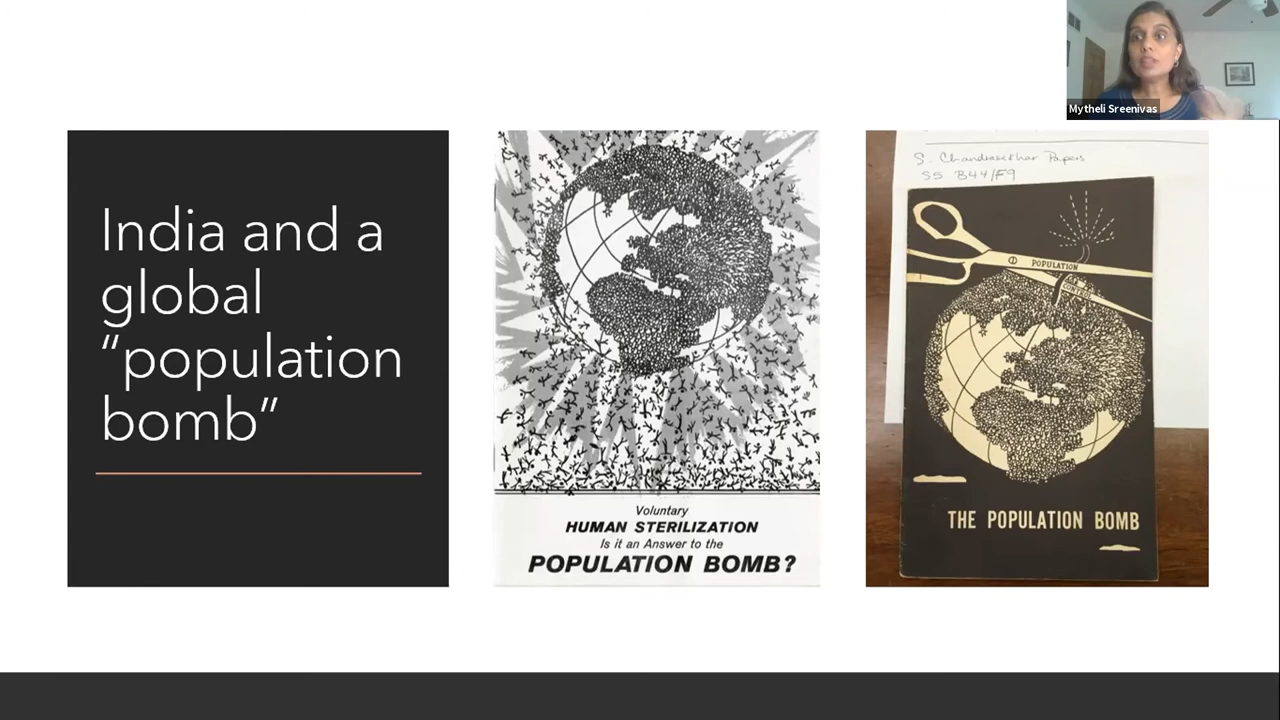 Mytheli Sreenivas
India and a
global
“population
bomb”
Voluntary
HUMAN STERILIZATION
Is it an Answer to the
POPULATION BOMB?
S. Chandrasekhar Papers
S5 B44/F9
POPULATION
THE POPULATION BOMB